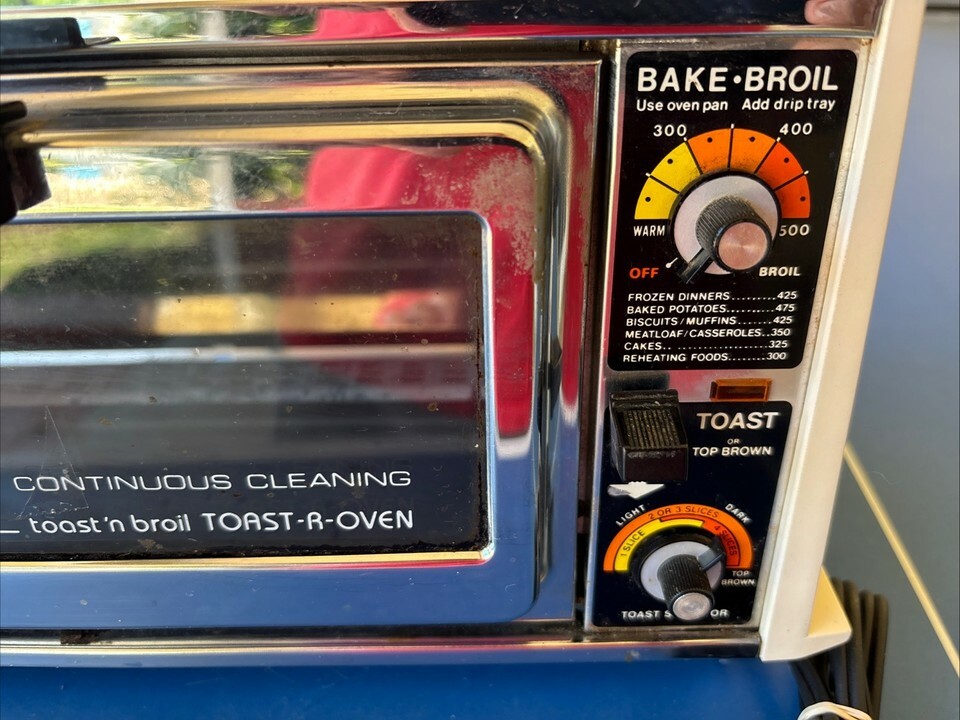 BAKE•BROIL
Use oven pan Add drip tray
300 400
WARM 500
OFF BROIL
FROZEN DINNERS.........425
BAKED POTATOES.........475
BISCUITS/MUFFINS.......425
MEATLOAF/CASSEROLES..350
CAKES.. ..................325
REHEATING FOODS........300
TOAST
OR
TOP BROWN
LIGHT DARK
2 OR 3 SLICES
1 SLICE 4 SLICES
TOP
BROWN
TOAST
CONTINUOUS CLEANING
toast'n broil TOAST-R-OVEN